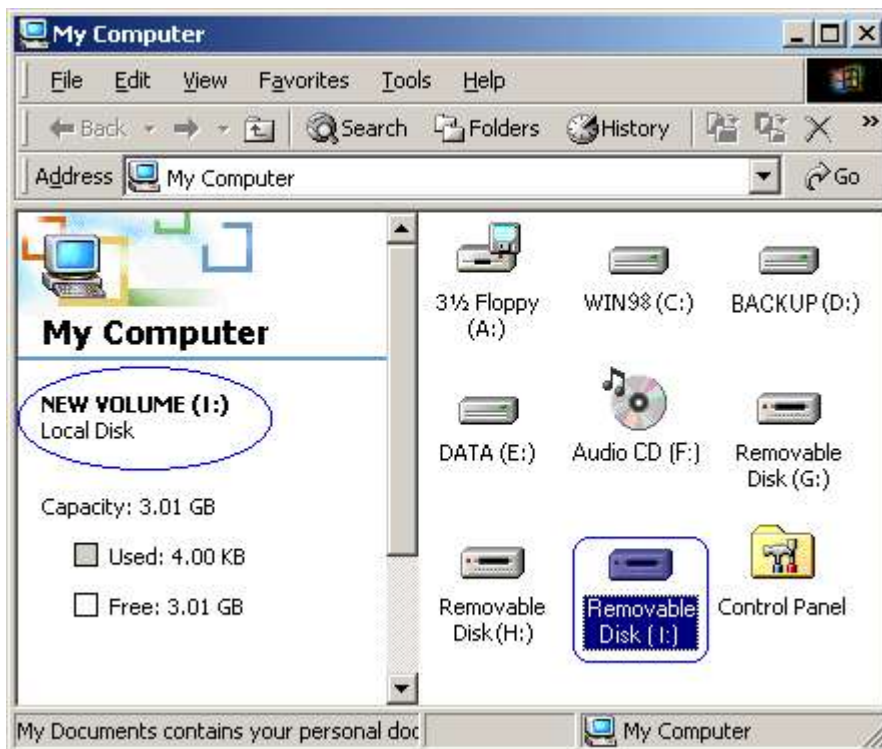 My Computer
File Edit View Favorites Tools Help
Back Search Folders History »
Address My Computer Go
My Computer
NEW VOLUME (I:)
Local Disk
Capacity: 3.01 GB
Used: 4.00 KB
Free: 3.01 GB
3½ Floppy
(A:)
WIN98 (C:)
BACKUP (D:)
DATA (E:)
Audio CD (F:)
Removable
Disk (G:)
Removable
Disk (H:)
Removable
Disk (I:)
Control Panel
My Documents contains your personal doc
My Computer